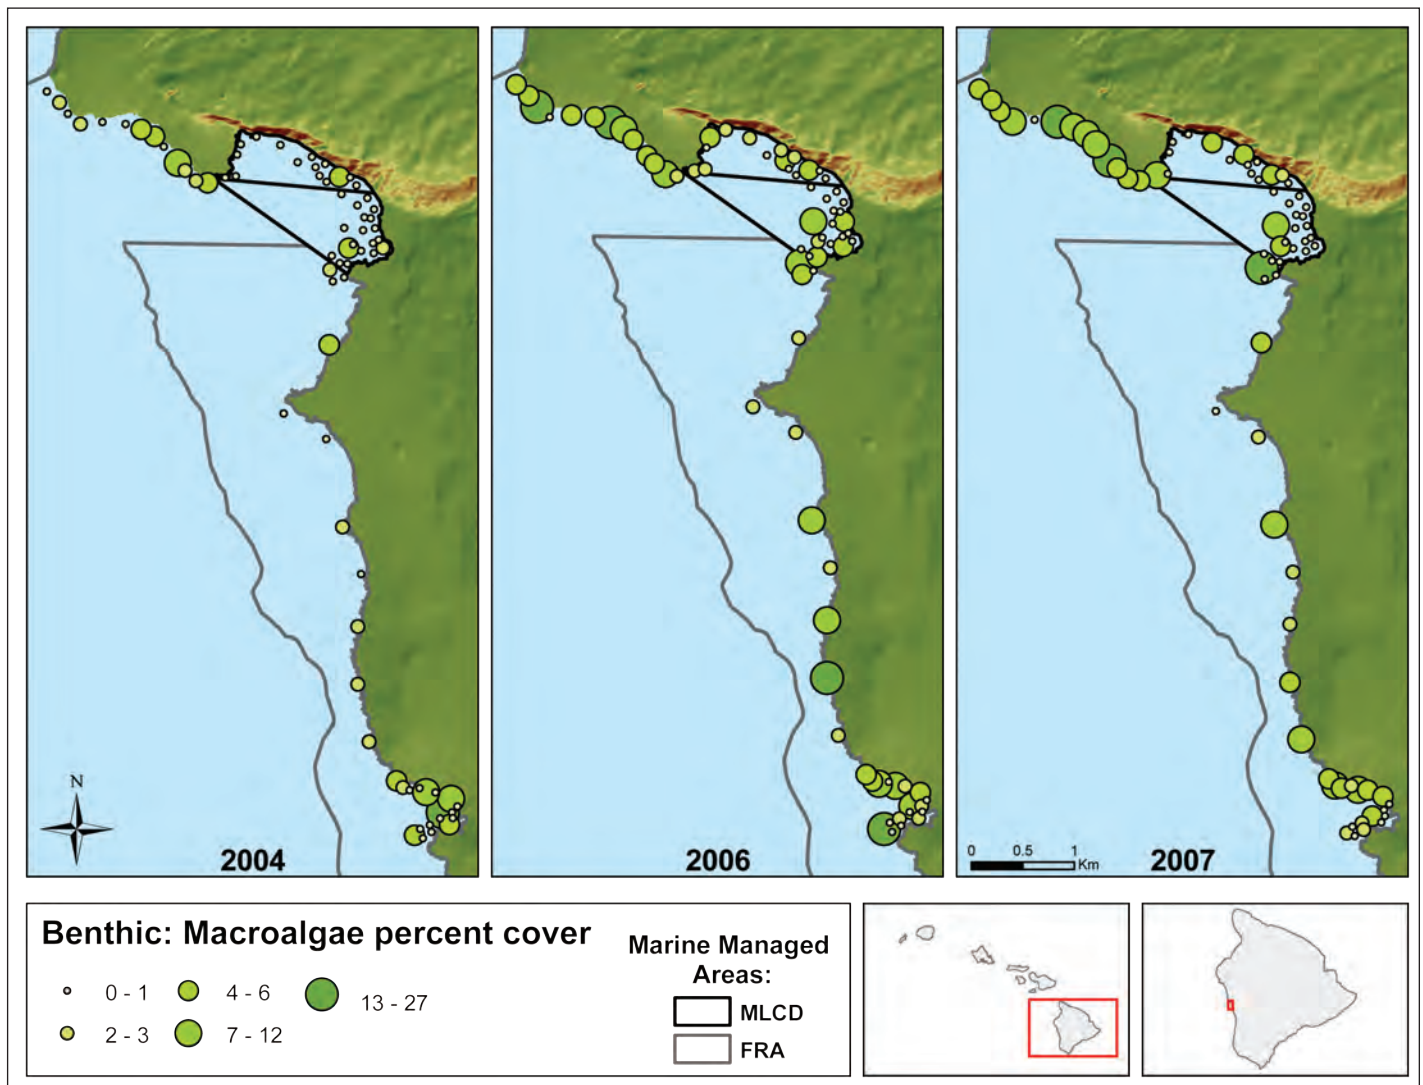 N
2004
2006
0 0.5 1
Km
2007
Benthic: Macroalgae percent cover
0 - 1
4 - 6
13 - 27
2 - 3
7 - 12
Marine Managed
Areas:
MLCD
FRA